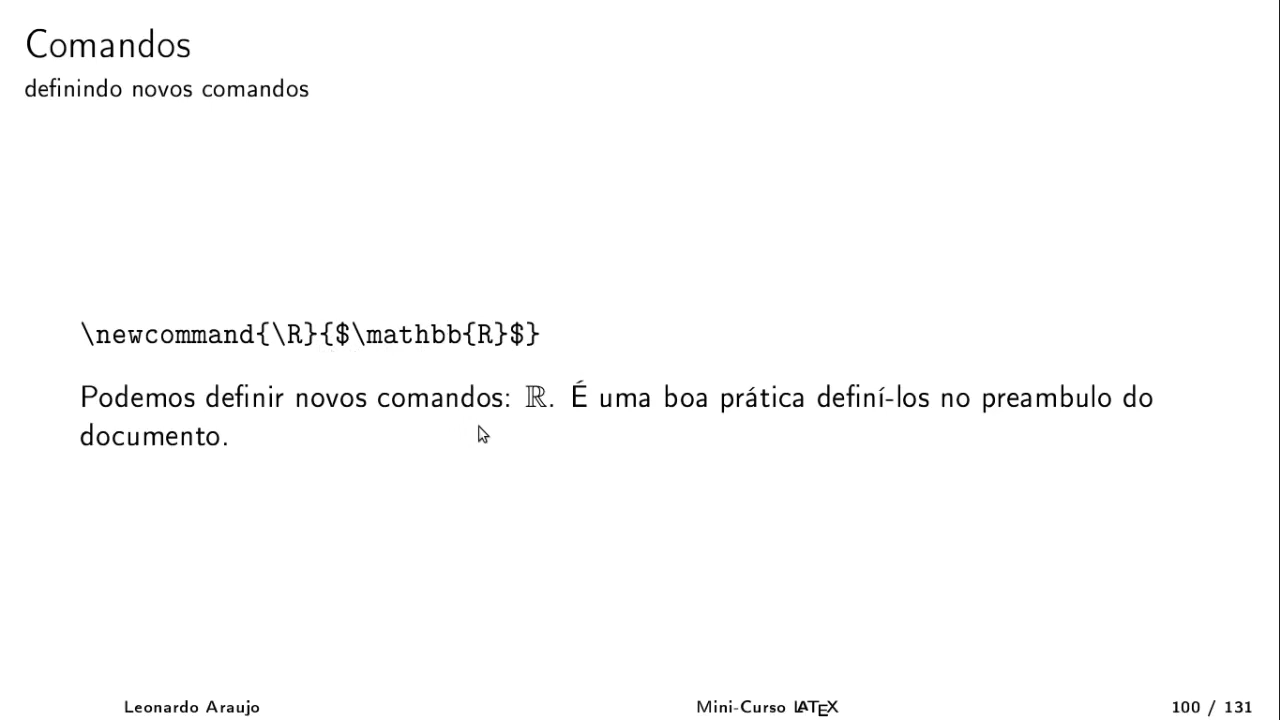 Comandos
definindo novos comandos
\newcommand{\R}{$\mathbb{R}$}
Podemos definir novos comandos: ℝ. É uma boa prática definí-los no preambulo do
documento.
Leonardo Araujo Mini-Curso LATEX 100 / 131